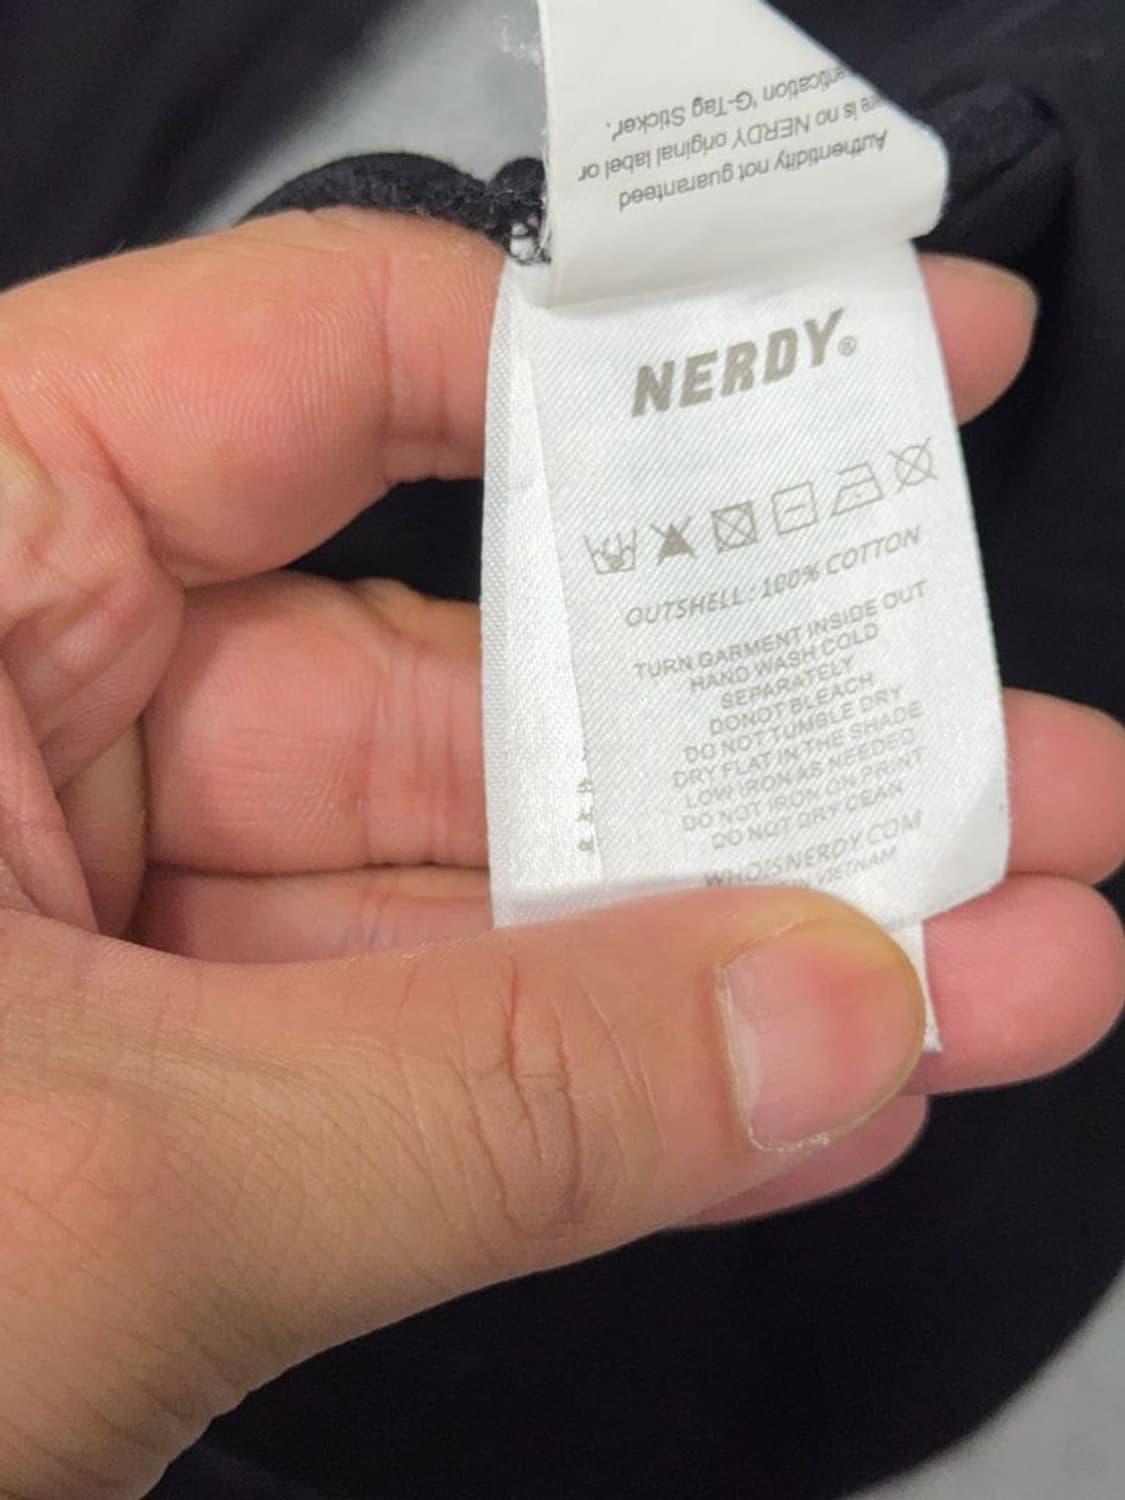 Authenticity not guaranteed
is no NERDY original label or
'G-Tag Sticker'.
NERDY®
OUTSHELL: 100% COTTON
TURN GARMENT INSIDE OUT
HAND WASH COLD
SEPARATELY
DONOT BLEACH
DO NOT TUMBLE DRY
DRY FLAT IN THE SHADE
LOW IRON AS NEEDED
DO NOT IRON ON PRINT
DO NOT DRY CEAN
WHOISNERDY.COM
VIETNAM